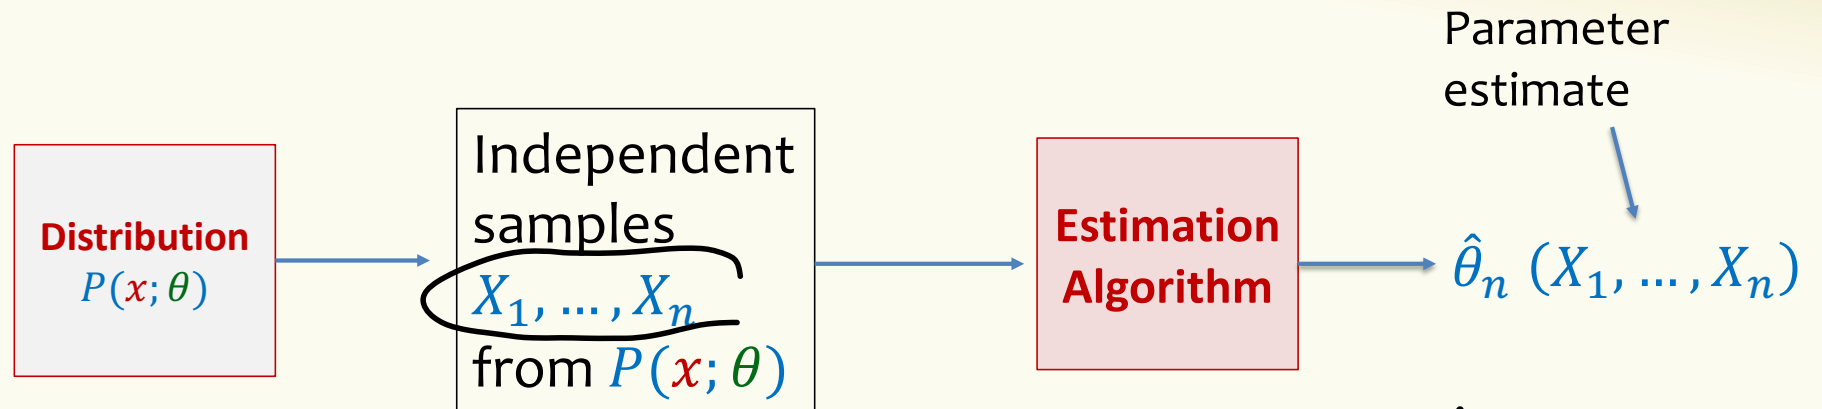 Distribution
P(x; θ)
Independent
samples
X₁, …, Xₙ
from P(x; θ)
Estimation
Algorithm
Parameter
estimate
θ̂ₙ (X₁, …, Xₙ)